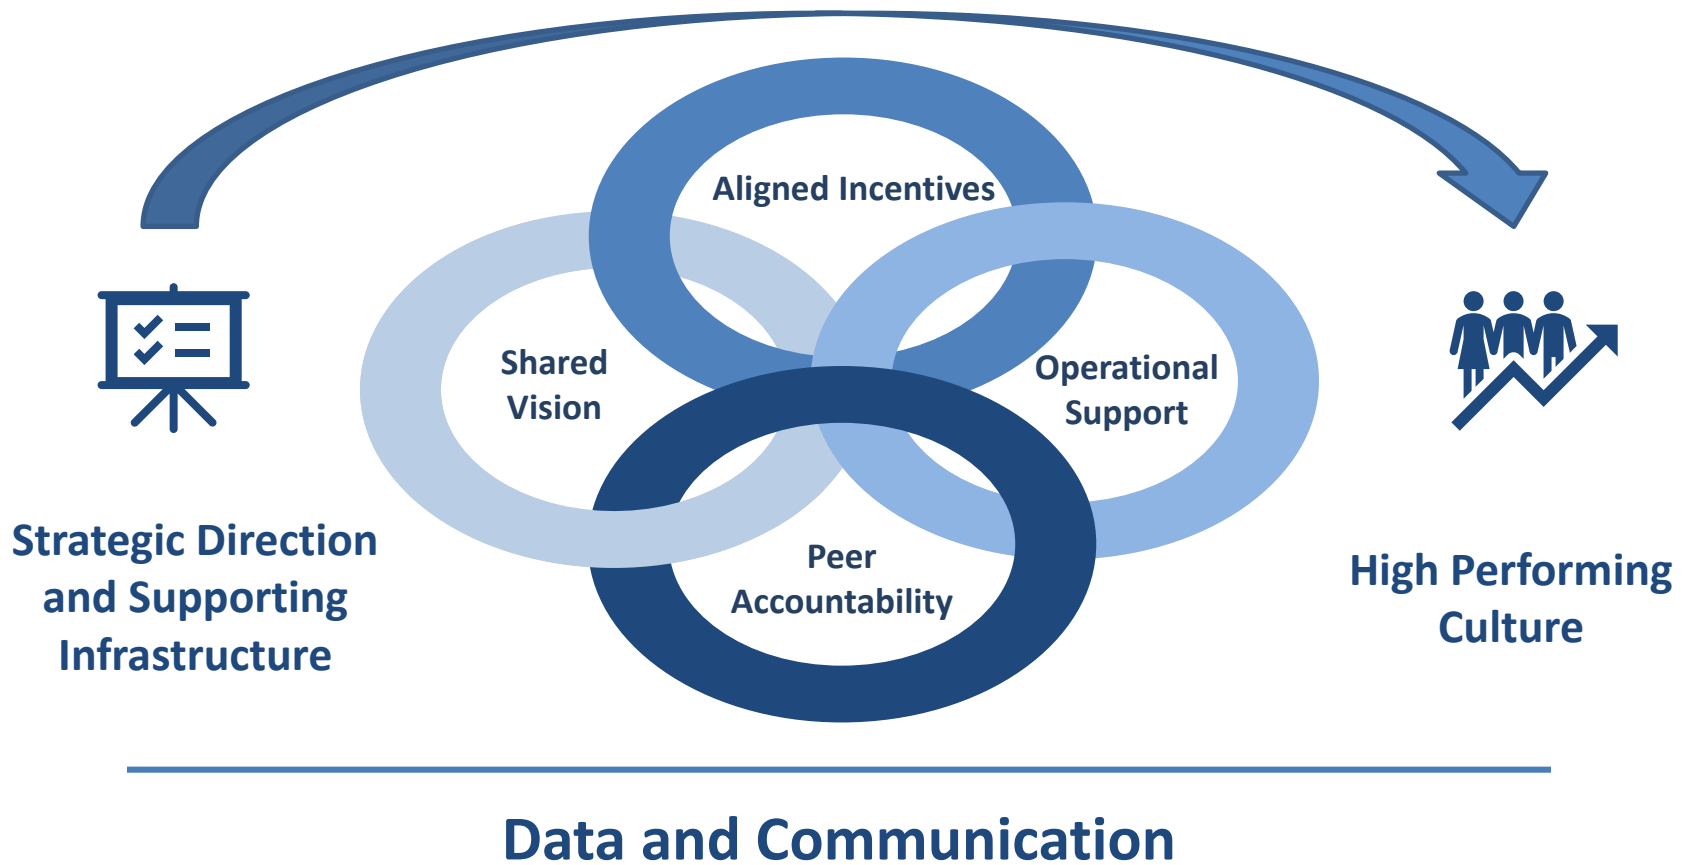 Aligned Incentives
Shared
Vision
Operational
Support
Peer
Accountability
Strategic Direction
and Supporting
Infrastructure
High Performing
Culture
Data and Communication